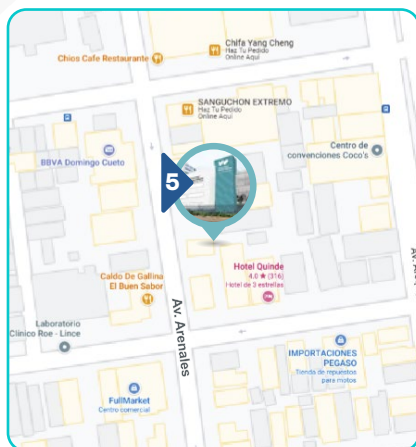 Chifa Yang Cheng
Haz Tu Pedido
Online Aquí
Chios Cafe Restaurante
SANGUCHON EXTREMO
Haz Tu Pedido
Online Aquí
BBVA Domingo Cueto
Centro de
convenciones Coco's
5
Hotel Quinde
4.0 ★ (316)
Hotel de 3 estrellas
Caldo De Gallina
El Buen Sabor
Av. Arenales
Laboratorio
Clínico Roe - Lince
IMPORTACIONES
PEGASO
Tienda de repuestos
para motos
FullMarket
Centro comercial